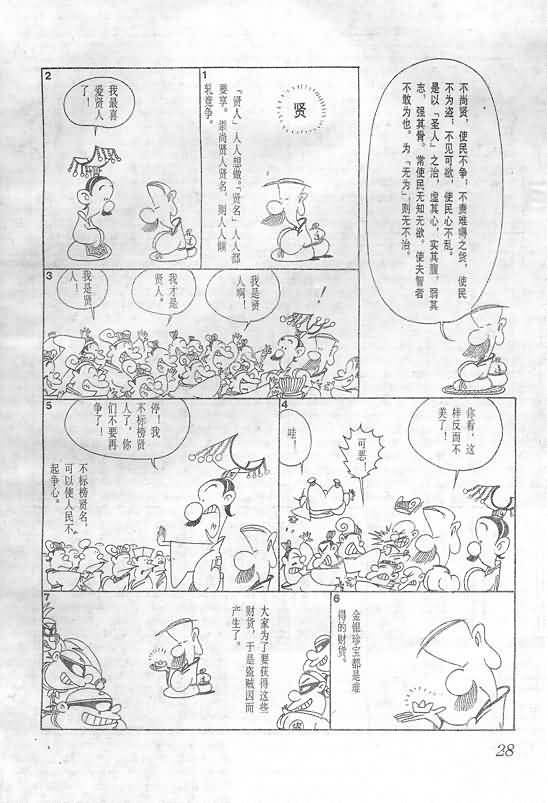 不尚贤，使民不争；不贵难得之货，使民
不为盗；不见可欲，使民心不乱。
是以「圣人」之治，虚其心，实其腹，弱其
志，强其骨。常使民无知无欲。使夫智者
不敢为也。为「无为」则无不治。
1
贤
「贤人」人人想做，「贤名」人人都
要享。崇尚贤人贤名，则人人倾
轧竞争。
2
我最喜
爱贤人
了！
3
我是贤
人啊！
我才是
贤人。
我是贤
人！
4
你看，这
样反而不
美了！
可恶
哇！
5
停！我
不标榜贤
人了，你
们不要再
争了！
不标榜贤名，
可以使人民不
起争心。
6
金银珍宝都是难
得的财货。
7
大家为了要获得这些
财货，于是盗贼因而
产生了。
28